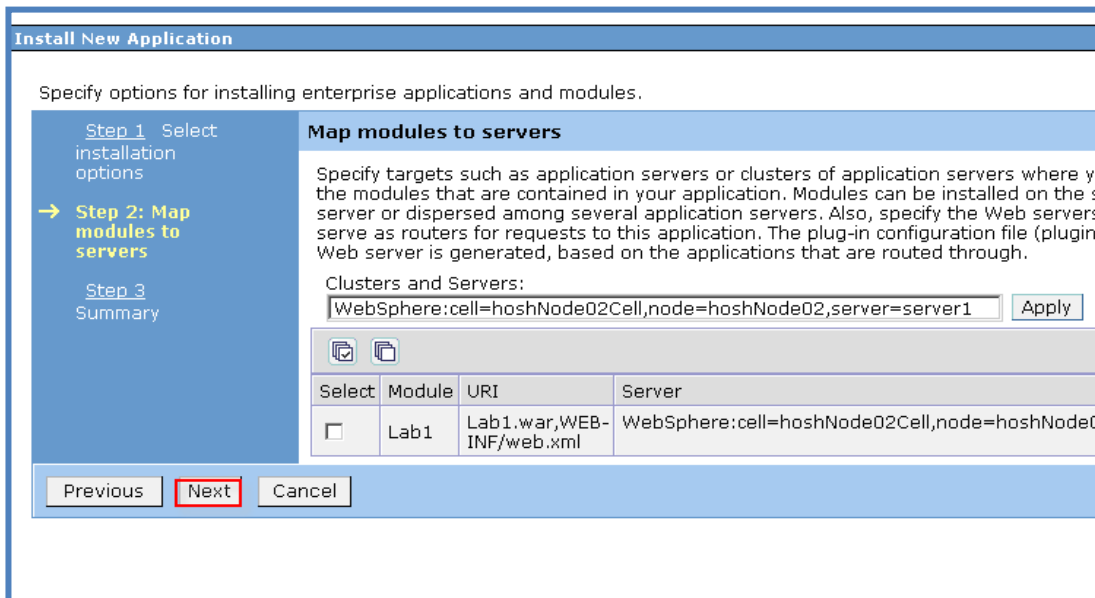 Install New Application
Specify options for installing enterprise applications and modules.
Step 1 Select
installation
options
Step 2: Map
modules to
servers
Step 3
Summary
Map modules to servers
Specify targets such as application servers or clusters of application servers where
the modules that are contained in your application. Modules can be installed on the
server or dispersed among several application servers. Also, specify the Web servers
serve as routers for requests to this application. The plug-in configuration file (plugin
Web server is generated, based on the applications that are routed through.
Clusters and Servers:
WebSphere:cell=hoshNode02Cell,node=hoshNode02,server=server1
Apply
Select Module URI Server
Lab1
Lab1.war,WEB-
INF/web.xml
WebSphere:cell=hoshNode02Cell,node=hoshNode0
Previous Next Cancel